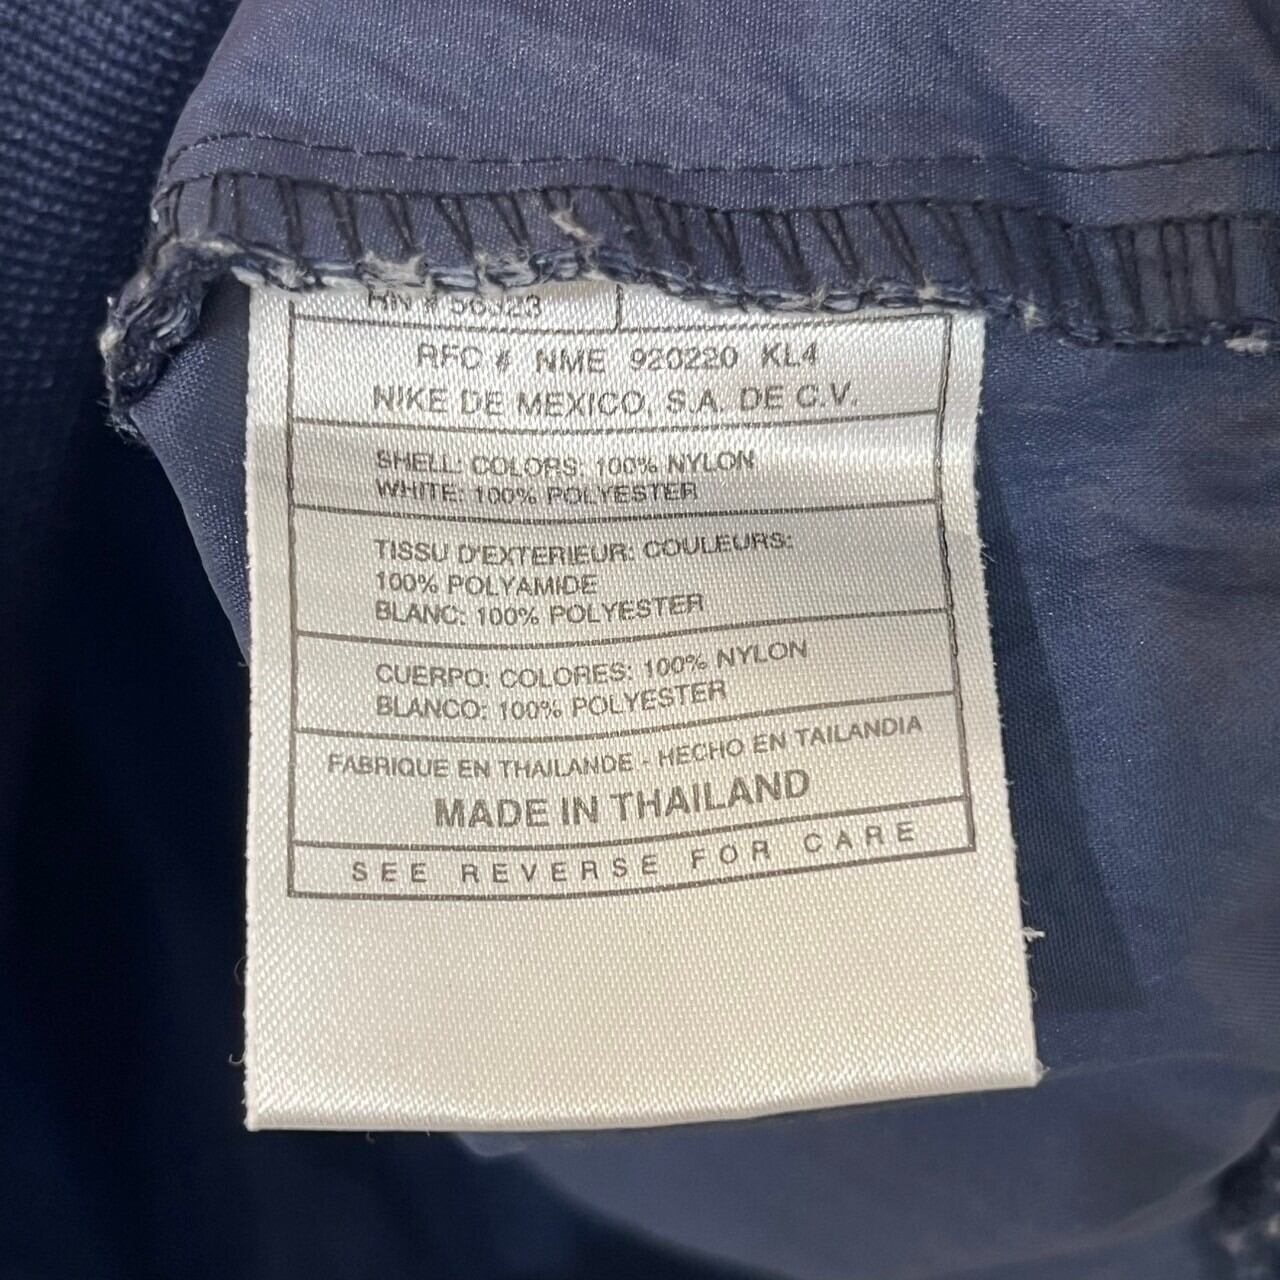 RN # 56323
RFC # NME 920220 KL4
NIKE DE MEXICO, S.A. DE C.V.
SHELL: COLORS: 100% NYLON
WHITE: 100% POLYESTER
TISSU D'EXTERIEUR: COULEURS:
100% POLYAMIDE
BLANC: 100% POLYESTER
CUERPO: COLORES: 100% NYLON
BLANCO: 100% POLYESTER
FABRIQUE EN THAILANDE - HECHO EN TAILANDIA
MADE IN THAILAND
SEE REVERSE FOR CARE